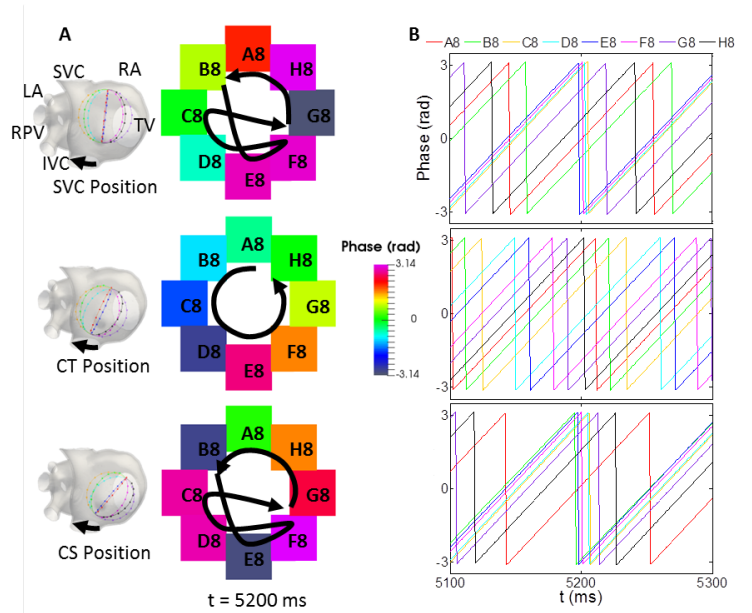 A
B
A8 B8 C8 D8 E8 F8 G8 H8
SVC RA
LA
RPV TV
IVC
SVC Position
A8
B8 H8
C8 G8
D8 F8
E8
3
0
-3
Phase (rad)
CT Position
A8
B8 H8
C8 G8
D8 F8
E8
Phase (rad)
3.14
0
-3.14
3
0
-3
CS Position
A8
B8 H8
C8 G8
D8 F8
E8
t = 5200 ms
3
0
-3
5100 5200 5300
t (ms)